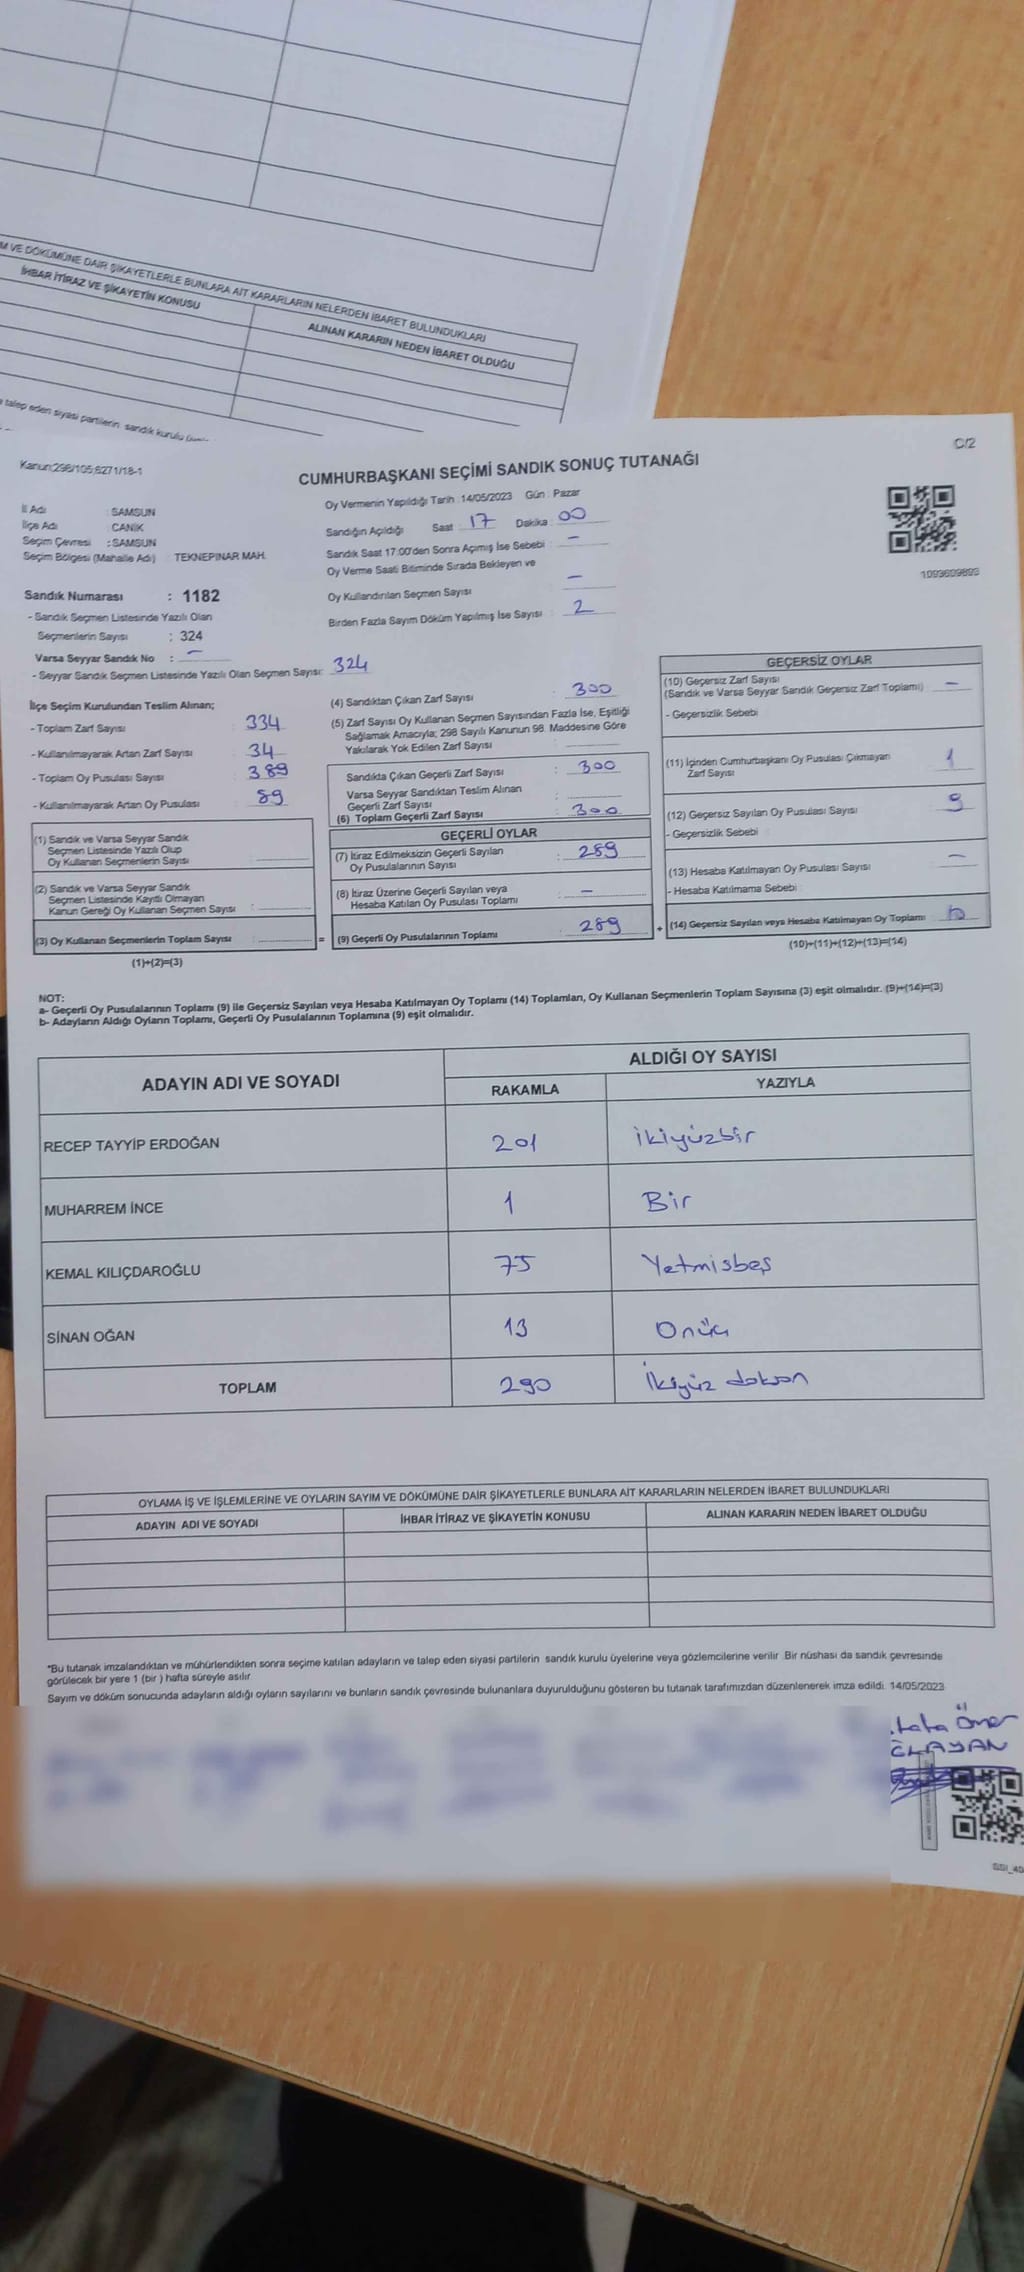 M VE DÖKÜMÜNE DAİR ŞİKAYETLERLE BUNLARA AİT KARARLARIN NELERDEN İBARET BULUNDUKLARI
İHBAR İTİRAZ VE ŞİKAYETİN KONUSU
ALINAN KARARIN NEDEN İBARET OLDUĞU
talep eden siyasi partilerin sandık kurulu
C/2
Kanun:298/105;6271/18-1
CUMHURBAŞKANI SEÇİMİ SANDIK SONUÇ TUTANAĞI
İl Adı : SAMSUN
İlçe Adı : CANİK
Seçim Çevresi : SAMSUN
Seçim Bölgesi (Mahalle Adı) : TEKNEPINAR MAH.
Oy Vermenin Yapıldığı Tarih :14/05/2023 Gün : Pazar
Sandığın Açıldığı Saat : 17 Dakika : 00
Sandık Saat 17:00'den Sonra Açımış İse Sebebi : –
Oy Verme Saati Bitiminde Sırada Bekleyen ve
Oy Kullandırılan Seçmen Sayısı : –
Birden Fazla Sayım Döküm Yapılmış İse Sayısı : 2
1093609893
Sandık Numarası : 1182
- Sandık Seçmen Listesinde Yazılı Olan
Seçmenlerin Sayısı : 324
Varsa Seyyar Sandık No : –
- Seyyar Sandık Seçmen Listesinde Yazılı Olan Seçmen Sayısı: 324
İlçe Seçim Kurulundan Teslim Alınan;
- Toplam Zarf Sayısı : 334
- Kullanılmayarak Artan Zarf Sayısı : 34
- Toplam Oy Pusulası Sayısı : 389
- Kullanılmayarak Artan Oy Pusulası : 89
(1) Sandık ve Varsa Seyyar Sandık
Seçmen Listesinde Yazılı Olup
Oy Kullanan Seçmenlerin Sayısı :
(2) Sandık ve Varsa Seyyar Sandık
Seçmen Listesinde Kayıtlı Olmayan
Kanun Gereği Oy Kullanan Seçmen Sayısı :
(3) Oy Kullanan Seçmenlerin Toplam Sayısı :
(1)+(2)=(3)
(4) Sandıktan Çıkan Zarf Sayısı : 300
(5) Zarf Sayısı Oy Kullanan Seçmen Sayısından Fazla İse, Eşitliği
Sağlamak Amacıyla; 298 Sayılı Kanunun 98. Maddesine Göre
Yakılarak Yok Edilen Zarf Sayısı :
Sandıkta Çıkan Geçerli Zarf Sayısı : 300
Varsa Seyyar Sandıktan Teslim Alınan
Geçerli Zarf Sayısı :
(6) Toplam Geçerli Zarf Sayısı : 300
GEÇERLİ OYLAR
(7) İtiraz Edilmeksizin Geçerli Sayılan
Oy Pusulalarının Sayısı : 289
(8) İtiraz Üzerine Geçerli Sayılan veya
Hesaba Katılan Oy Pusulası Toplamı : –
= (9) Geçerli Oy Pusulalarının Toplamı : 289
GEÇERSİZ OYLAR
(10) Geçersiz Zarf Sayısı
(Sandık ve Varsa Seyyar Sandık Geçersiz Zarf Toplamı) : –
- Geçersizlik Sebebi :
(11) İçinden Cumhurbaşkanı Oy Pusulası Çıkmayan
Zarf Sayısı : 1
(12) Geçersiz Sayılan Oy Pusulası Sayısı : 9
- Geçersizlik Sebebi :
(13) Hesaba Katılmayan Oy Pusulası Sayısı : –
- Hesaba Katılmama Sebebi :
+ (14) Geçersiz Sayılan veya Hesaba Katılmayan Oy Toplamı :
(10)+(11)+(12)+(13)=(14)
NOT:
a- Geçerli Oy Pusulalarının Toplamı (9) ile Geçersiz Sayılan veya Hesaba Katılmayan Oy Toplamı (14) Toplamları, Oy Kullanan Seçmenlerin Toplam Sayısına (3) eşit olmalıdır. (9)+(14)=(3)
b- Adayların Aldığı Oyların Toplamı, Geçerli Oy Pusulalarının Toplamına (9) eşit olmalıdır.
ADAYIN ADI VE SOYADI
ALDIĞI OY SAYISI
RAKAMLA YAZIYLA
RECEP TAYYİP ERDOĞAN 201 İkiyüzbir
MUHARREM İNCE 1 Bir
KEMAL KILIÇDAROĞLU 75 Yetmisbeş
SİNAN OĞAN 13 Onüç
TOPLAM 290 İkiyüz doksan
OYLAMA İŞ VE İŞLEMLERİNE VE OYLARIN SAYIM VE DÖKÜMÜNE DAİR ŞİKAYETLERLE BUNLARA AİT KARARLARIN NELERDEN İBARET BULUNDUKLARI
ADAYIN ADI VE SOYADI İHBAR İTİRAZ VE ŞİKAYETİN KONUSU ALINAN KARARIN NEDEN İBARET OLDUĞU
*Bu tutanak imzalandıktan ve mühürlendikten sonra seçime katılan adayların ve talep eden siyasi partilerin sandık kurulu üyelerine veya gözlemcilerine verilir. Bir nüshası da sandık çevresinde
görülecek bir yere 1 (bir ) hafta süreyle asılır.
Sayım ve döküm sonucunda adayların aldığı oyların sayılarını ve bunların sandık çevresinde bulunanlara duyurulduğunu gösteren bu tutanak tarafımızdan düzenlenerek imza edildi. 14/05/2023
Ömer